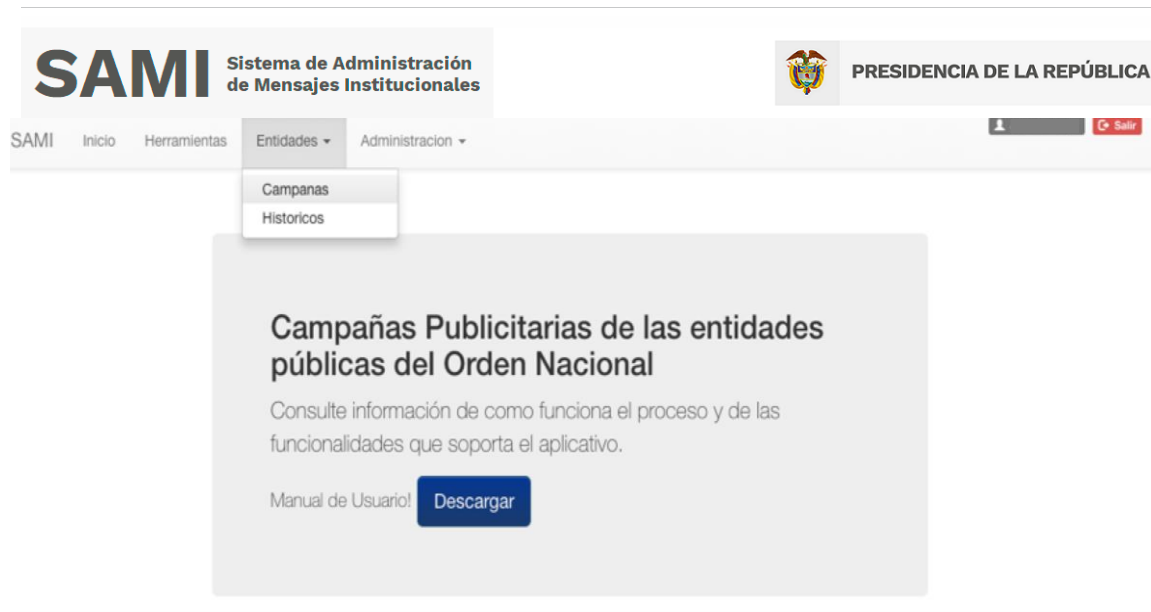 SAMI Sistema de Administración
de Mensajes Institucionales
PRESIDENCIA DE LA REPÚBLICA
SAMI Inicio Herramientas Entidades Administracion Salir
Campanas
Historicos
Campañas Publicitarias de las entidades
públicas del Orden Nacional
Consulte información de como funciona el proceso y de las
funcionalidades que soporta el aplicativo.
Manual de Usuario! Descargar